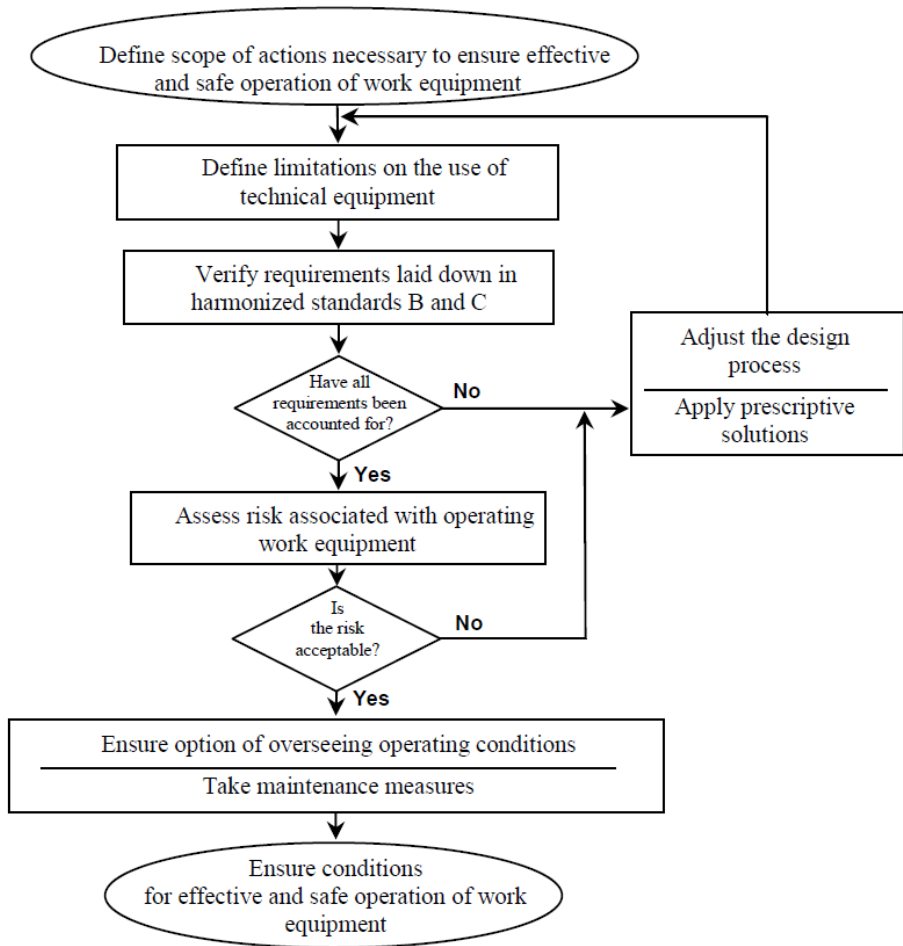 Define scope of actions necessary to ensure effective
and safe operation of work equipment
Define limitations on the use of
technical equipment
Verify requirements laid down in
harmonized standards B and C
Have all
requirements been
accounted for?
No
Adjust the design
process
Apply prescriptive
solutions
Yes
Assess risk associated with operating
work equipment
Is
the risk
acceptable?
No
Yes
Ensure option of overseeing operating conditions
Take maintenance measures
Ensure conditions
for effective and safe operation of work
equipment